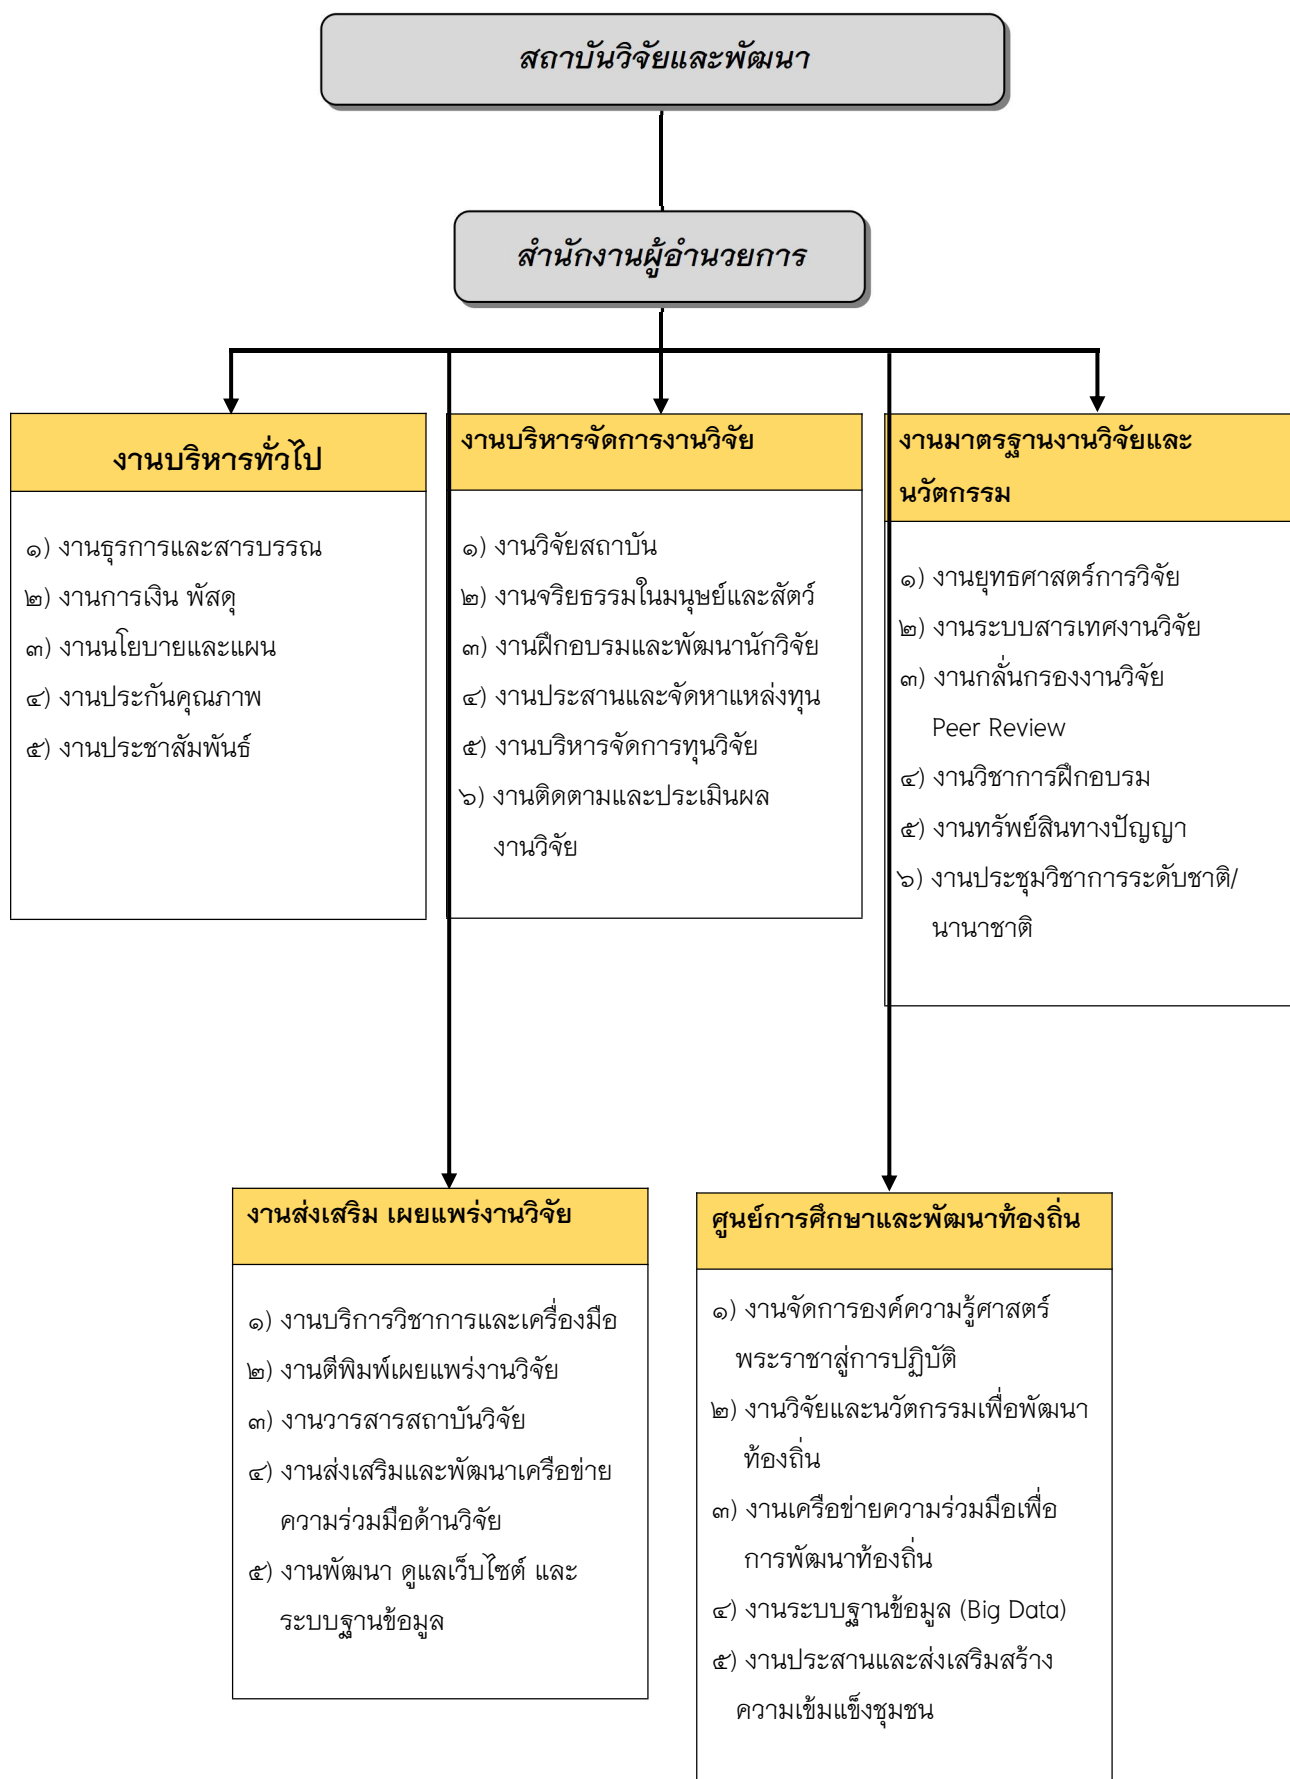 สถาบันวิจัยและพัฒนา
สำนักงานผู้อำนวยการ
งานบริหารทั่วไป
๑) งานธุรการและสารบรรณ
๒) งานการเงิน พัสดุ
๓) งานนโยบายและแผน
๔) งานประกันคุณภาพ
๕) งานประชาสัมพันธ์
งานบริหารจัดการงานวิจัย
๑) งานวิจัยสถาบัน
๒) งานจริยธรรมในมนุษย์และสัตว์
๓) งานฝึกอบรมและพัฒนานักวิจัย
๔) งานประสานและจัดหาแหล่งทุน
๕) งานบริหารจัดการทุนวิจัย
๖) งานติดตามและประเมินผล
งานวิจัย
งานมาตรฐานงานวิจัยและ
นวัตกรรม
๑) งานยุทธศาสตร์การวิจัย
๒) งานระบบสารเทศงานวิจัย
๓) งานกลั่นกรองงานวิจัย
Peer Review
๔) งานวิชาการฝึกอบรม
๕) งานทรัพย์สินทางปัญญา
๖) งานประชุมวิชาการระดับชาติ/
นานาชาติ
งานส่งเสริม เผยแพร่งานวิจัย
๑) งานบริการวิชาการและเครื่องมือ
๒) งานตีพิมพ์เผยแพร่งานวิจัย
๓) งานวารสารสถาบันวิจัย
๔) งานส่งเสริมและพัฒนาเครือข่าย
ความร่วมมือด้านวิจัย
๕) งานพัฒนา ดูแลเว็บไซต์ และ
ระบบฐานข้อมูล
ศูนย์การศึกษาและพัฒนาท้องถิ่น
๑) งานจัดการองค์ความรู้ศาสตร์
พระราชาสู่การปฏิบัติ
๒) งานวิจัยและนวัตกรรมเพื่อพัฒนา
ท้องถิ่น
๓) งานเครือข่ายความร่วมมือเพื่อ
การพัฒนาท้องถิ่น
๔) งานระบบฐานข้อมูล (Big Data)
๕) งานประสานและส่งเสริมสร้าง
ความเข้มแข็งชุมชน